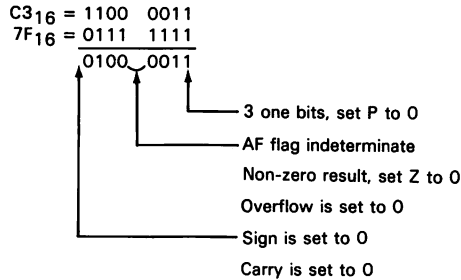 C3₁₆ = 1100 0011
7F₁₆ = 0111 1111
0100 0011
3 one bits, set P to 0
AF flag indeterminate
Non-zero result, set Z to 0
Overflow is set to 0
Sign is set to 0
Carry is set to 0